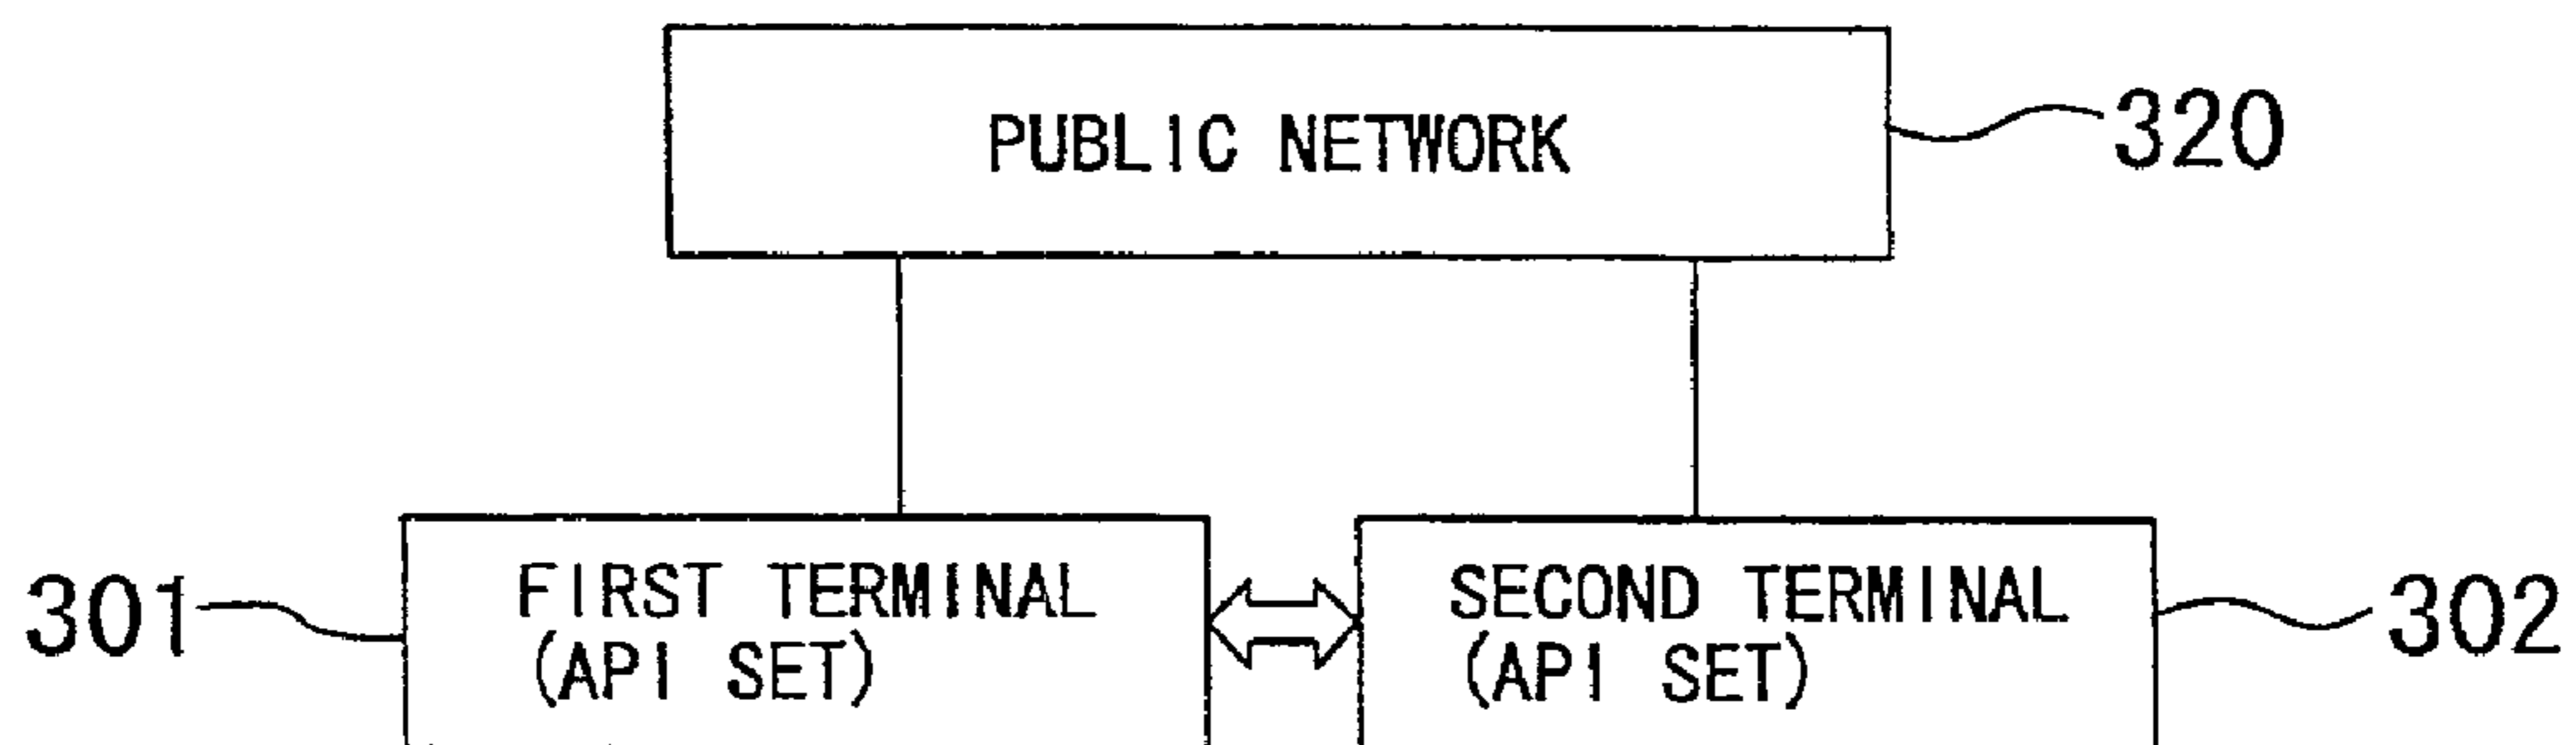 PUBLIC NETWORK
320
301
FIRST TERMINAL
(API SET)
SECOND TERMINAL
(API SET)
302